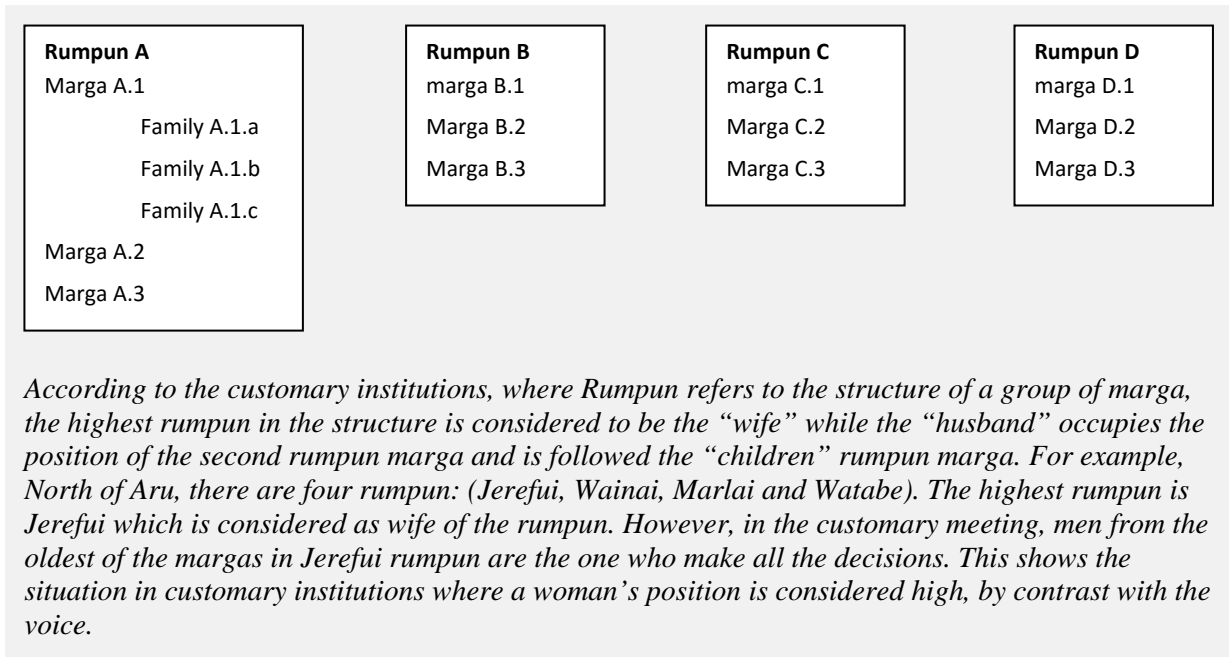 Rumpun A
Marga A.1
Family A.1.a
Family A.1.b
Family A.1.c
Marga A.2
Marga A.3
Rumpun B
marga B.1
Marga B.2
Marga B.3
Rumpun C
marga C.1
Marga C.2
Marga C.3
Rumpun D
marga D.1
Marga D.2
Marga D.3
According to the customary institutions, where Rumpun refers to the structure of a group of marga,
the highest rumpun in the structure is considered to be the “wife” while the “husband” occupies the
position of the second rumpun marga and is followed the “children” rumpun marga. For example,
North of Aru, there are four rumpun: (Jerefui, Wainai, Marlai and Watabe). The highest rumpun is
Jerefui which is considered as wife of the rumpun. However, in the customary meeting, men from the
oldest of the margas in Jerefui rumpun are the one who make all the decisions. This shows the
situation in customary institutions where a woman’s position is considered high, by contrast with the
voice.